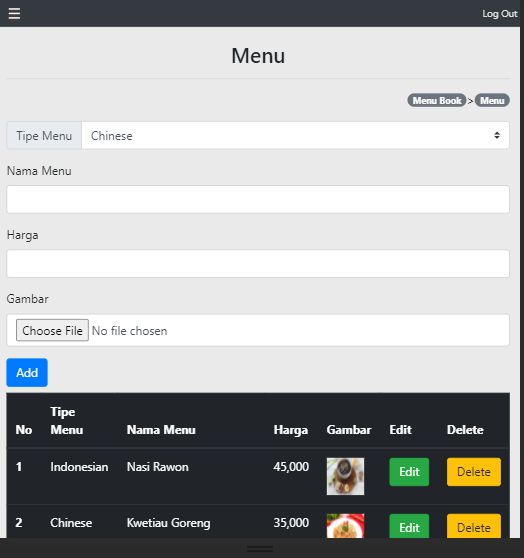 Log Out
Menu
Menu Book > Menu
Tipe Menu Chinese
Nama Menu
Harga
Gambar
Choose File No file chosen
Add
No Tipe Menu Nama Menu Harga Gambar Edit Delete
1 Indonesian Nasi Rawon 45,000 Edit Delete
2 Chinese Kwetiau Goreng 35,000 Edit Delete